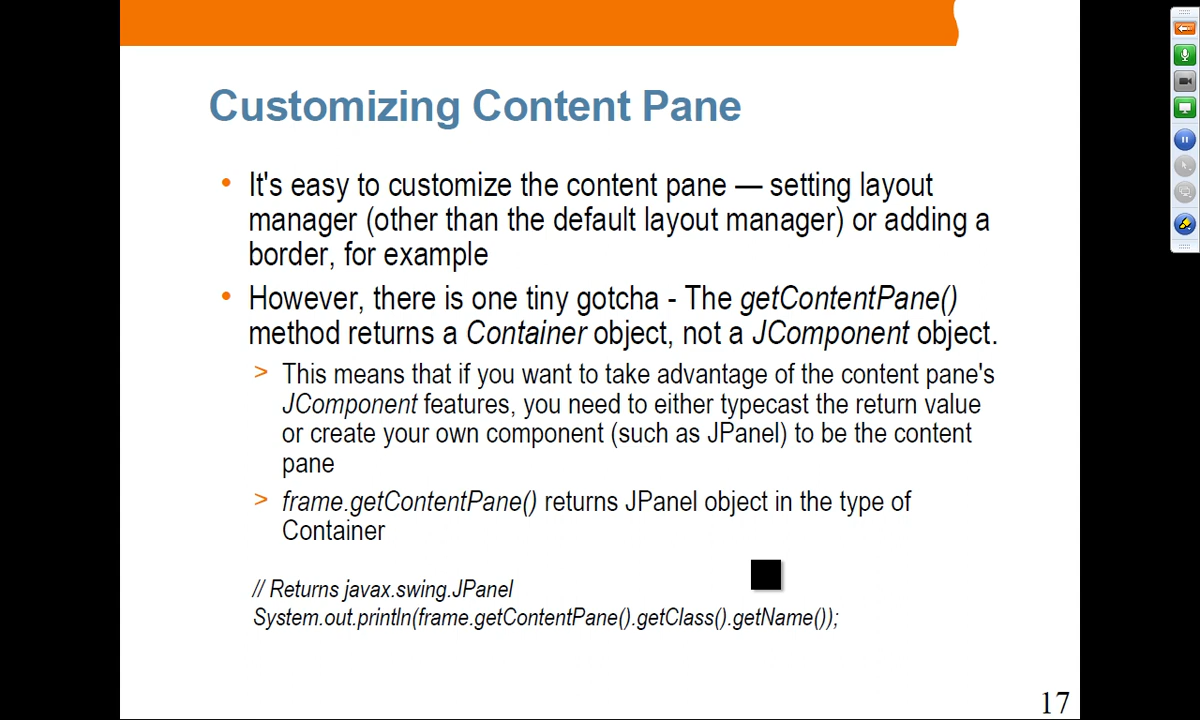 Customizing Content Pane
• It's easy to customize the content pane — setting layout
manager (other than the default layout manager) or adding a
border, for example
• However, there is one tiny gotcha - The getContentPane()
method returns a Container object, not a JComponent object.
> This means that if you want to take advantage of the content pane's
JComponent features, you need to either typecast the return value
or create your own component (such as JPanel) to be the content
pane
> frame.getContentPane() returns JPanel object in the type of
Container
// Returns javax.swing.JPanel
System.out.println(frame.getContentPane().getClass().getName());
17